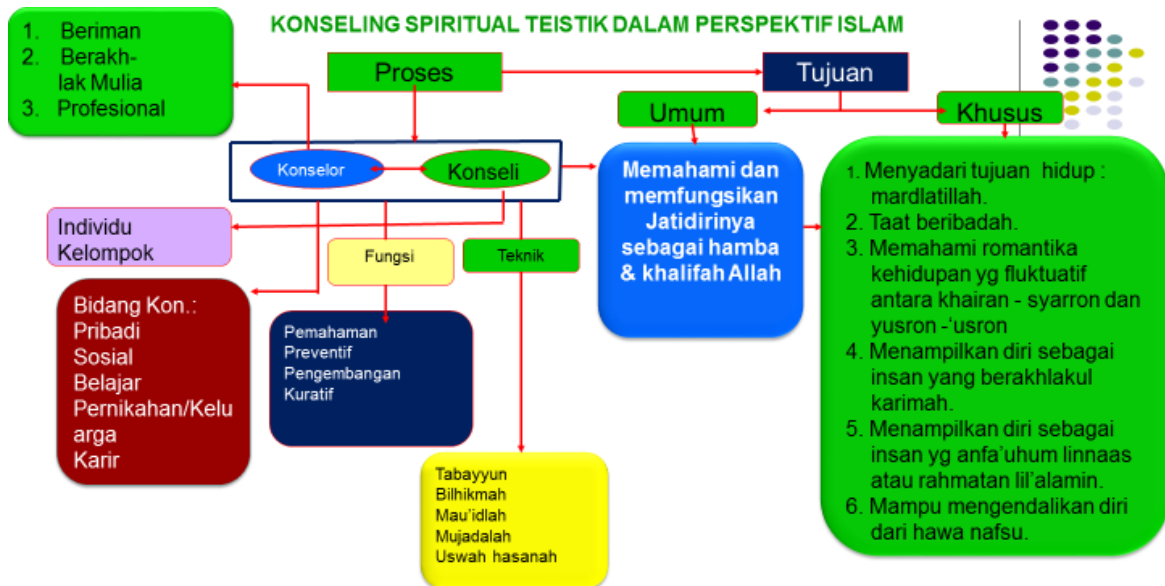 KONSELING SPIRITUAL TEISTIK DALAM PERSPEKTIF ISLAM
1. Beriman
2. Berakh-
lak Mulia
3. Profesional
Proses
Tujuan
Umum
Khusus
Konselor
Konseli
Individu
Kelompok
Fungsi
Teknik
Bidang Kon.:
Pribadi
Sosial
Belajar
Pernikahan/Kelu
arga
Karir
Pemahaman
Preventif
Pengembangan
Kuratif
Tabayyun
Bilhikmah
Mau'idlah
Mujadalah
Uswah hasanah
Memahami dan
memfungsikan
Jatidirinya
sebagai hamba
& khalifah Allah
1. Menyadari tujuan hidup :
mardlatillah.
2. Taat beribadah.
3. Memahami romantika
kehidupan yg fluktuatif
antara khairan - syarron dan
yusron -'usron
4. Menampilkan diri sebagai
insan yang berakhlakul
karimah.
5. Menampilkan diri sebagai
insan yg anfa'uhum linnaas
atau rahmatan lil'alamin.
6. Mampu mengendalikan diri
dari hawa nafsu.